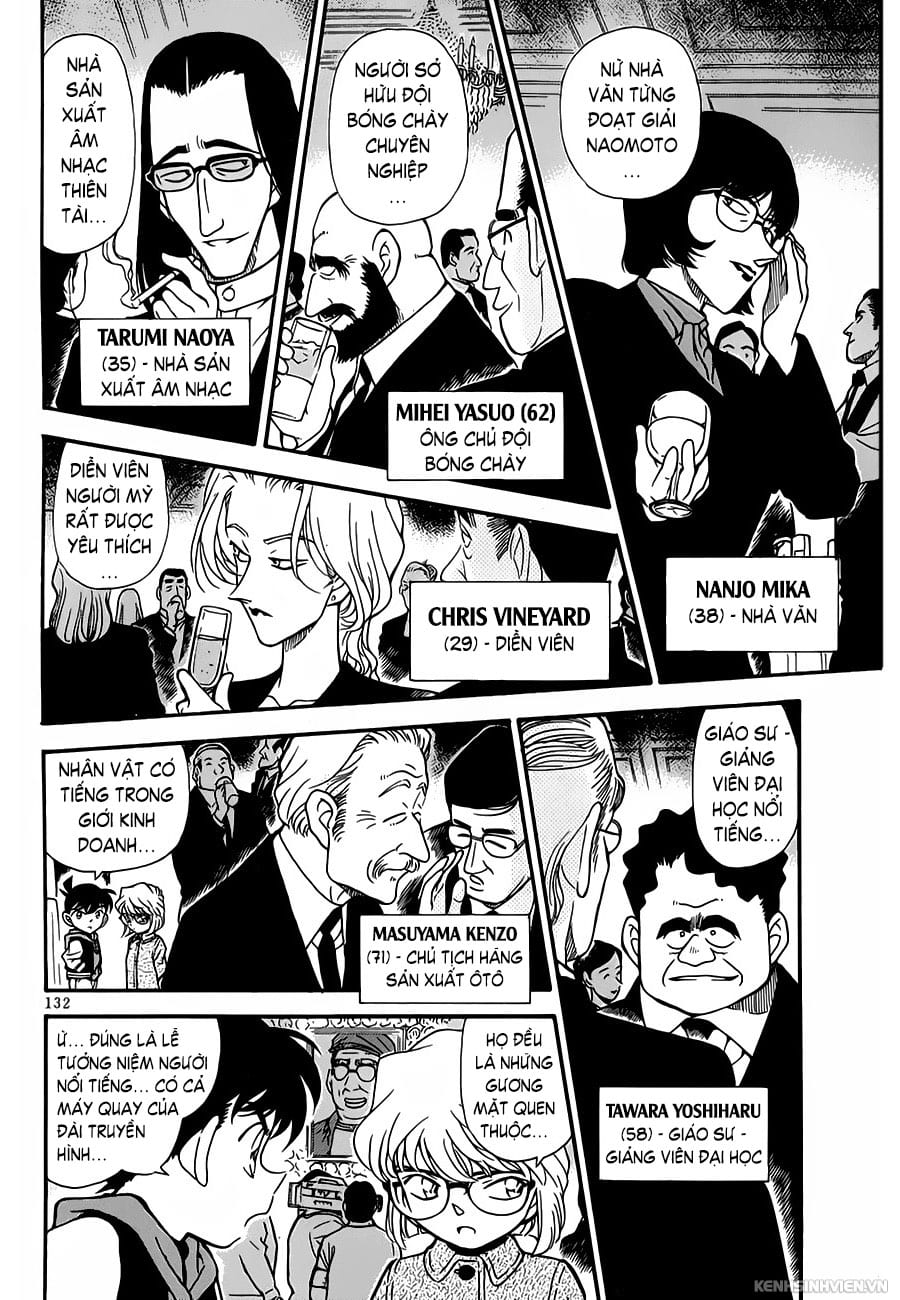 NHÀ
SẢN
XUẤT
ÂM
NHẠC
THIÊN
TÀI...
TARUMI NAOYA
(35) - NHÀ SẢN
XUẤT ÂM NHẠC
NGƯỜI SỞ
HỮU ĐỘI
BÓNG CHÀY
CHUYÊN
NGHIỆP
...
MIHEI YASUO (62)
ÔNG CHỦ ĐỘI
BÓNG CHÀY
NỮ NHÀ
VĂN TỪNG
ĐOẠT GIẢI
NAOMOTO
...
NANJO MIKA
(38) - NHÀ VĂN
DIỄN VIÊN
NGƯỜI MỲ
RẤT ĐƯỢC
YÊU THÍCH
...
CHRIS VINEYARD
(29) - DIỄN VIÊN
NHÂN VẬT CÓ
TIẾNG TRONG
GIỚI KINH
DOANH...
MASUYAMA KENZO
(71) - CHỦ TỊCH HÃNG
SẢN XUẤT ÔTÔ
GIÁO SƯ -
GIẢNG
VIÊN ĐẠI
HỌC NỔI
TIẾNG...
TAWARA YOSHIHARU
(58) - GIÁO SƯ -
GIẢNG VIÊN ĐẠI HỌC
132
Ừ... ĐÚNG LÀ LỄ
TƯỞNG NIỆM NGƯỜI
NỔI TIẾNG... CÓ CẢ
MÁY QUAY CỦA
ĐÀI TRUYỀN
HÌNH...
HỌ ĐỀU
LÀ NHỮNG
GƯƠNG
MẶT QUEN
THUỘC...
KENHSINHVIEN.VN